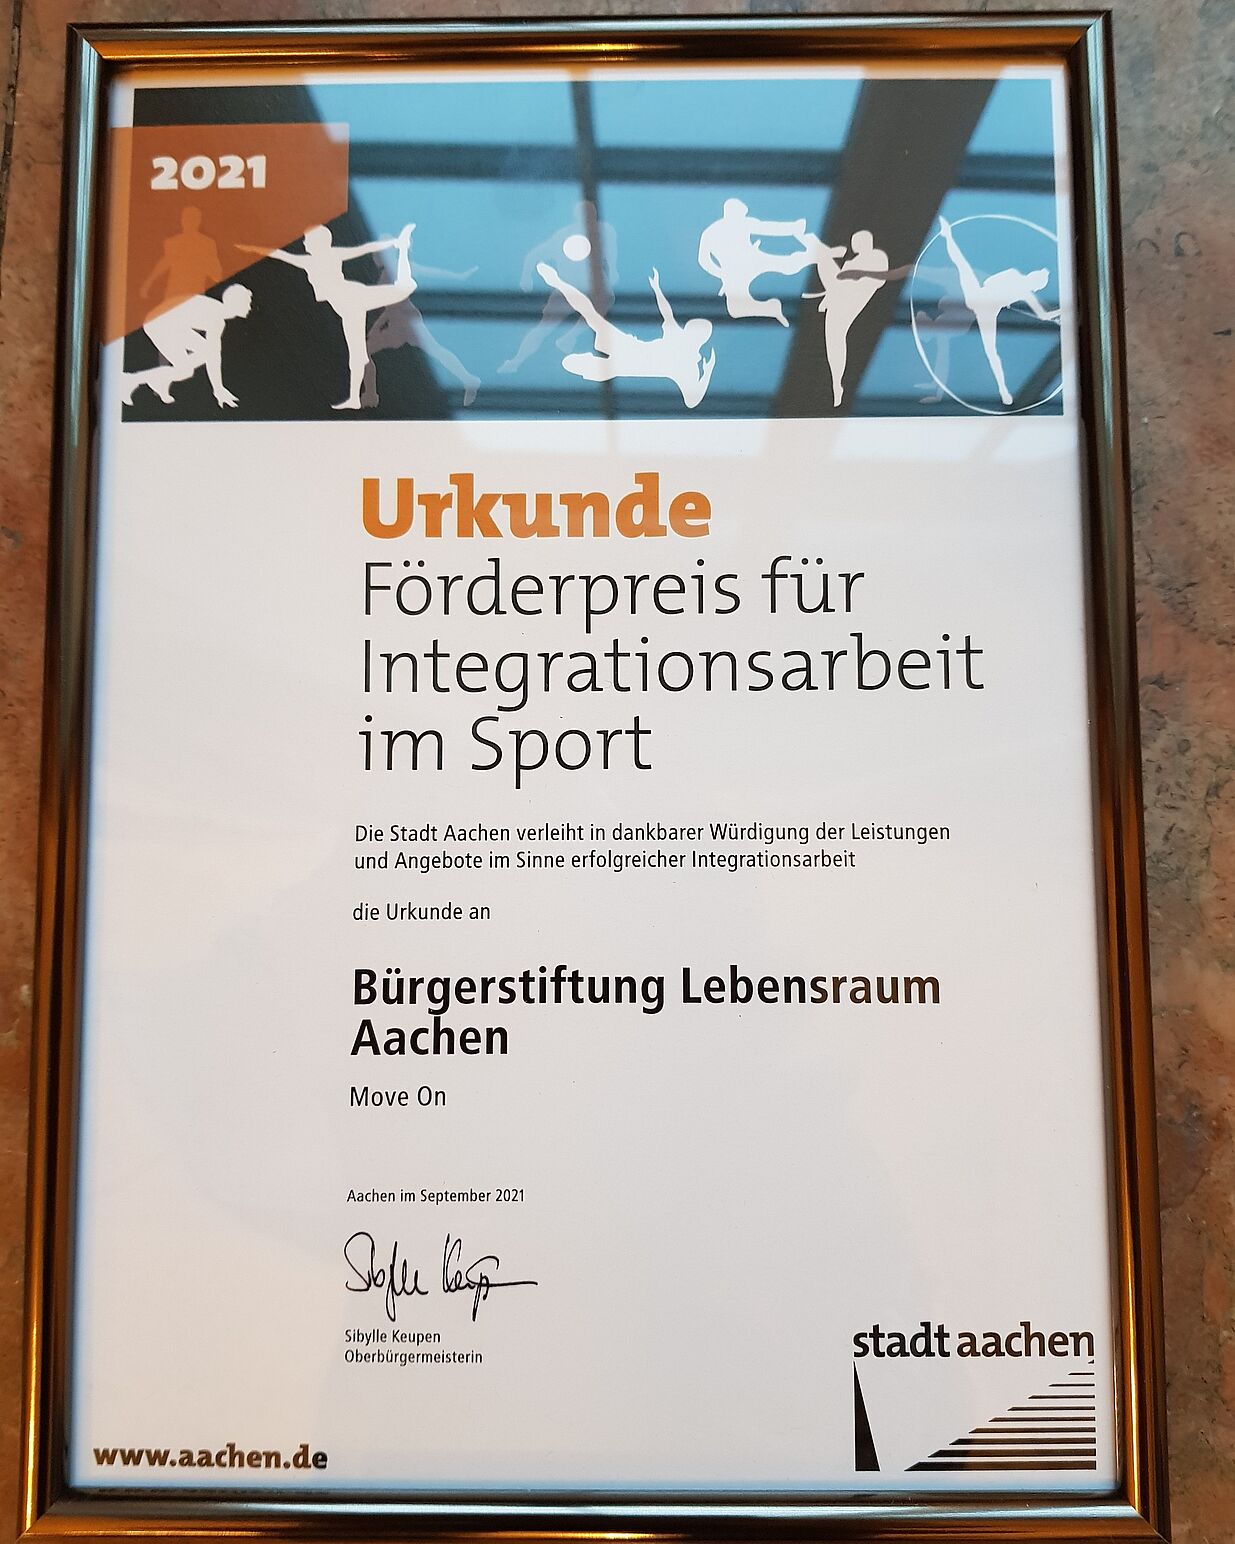 2021
Urkunde
Förderpreis für
Integrationsarbeit
im Sport
Die Stadt Aachen verleiht in dankbarer Würdigung der Leistungen
und Angebote im Sinne erfolgreicher Integrationsarbeit
die Urkunde an
Bürgerstiftung Lebensraum
Aachen
Move On
Aachen im September 2021
Sibylle Keupen
Sibylle Keupen
Oberbürgermeisterin
stadt aachen
www.aachen.de